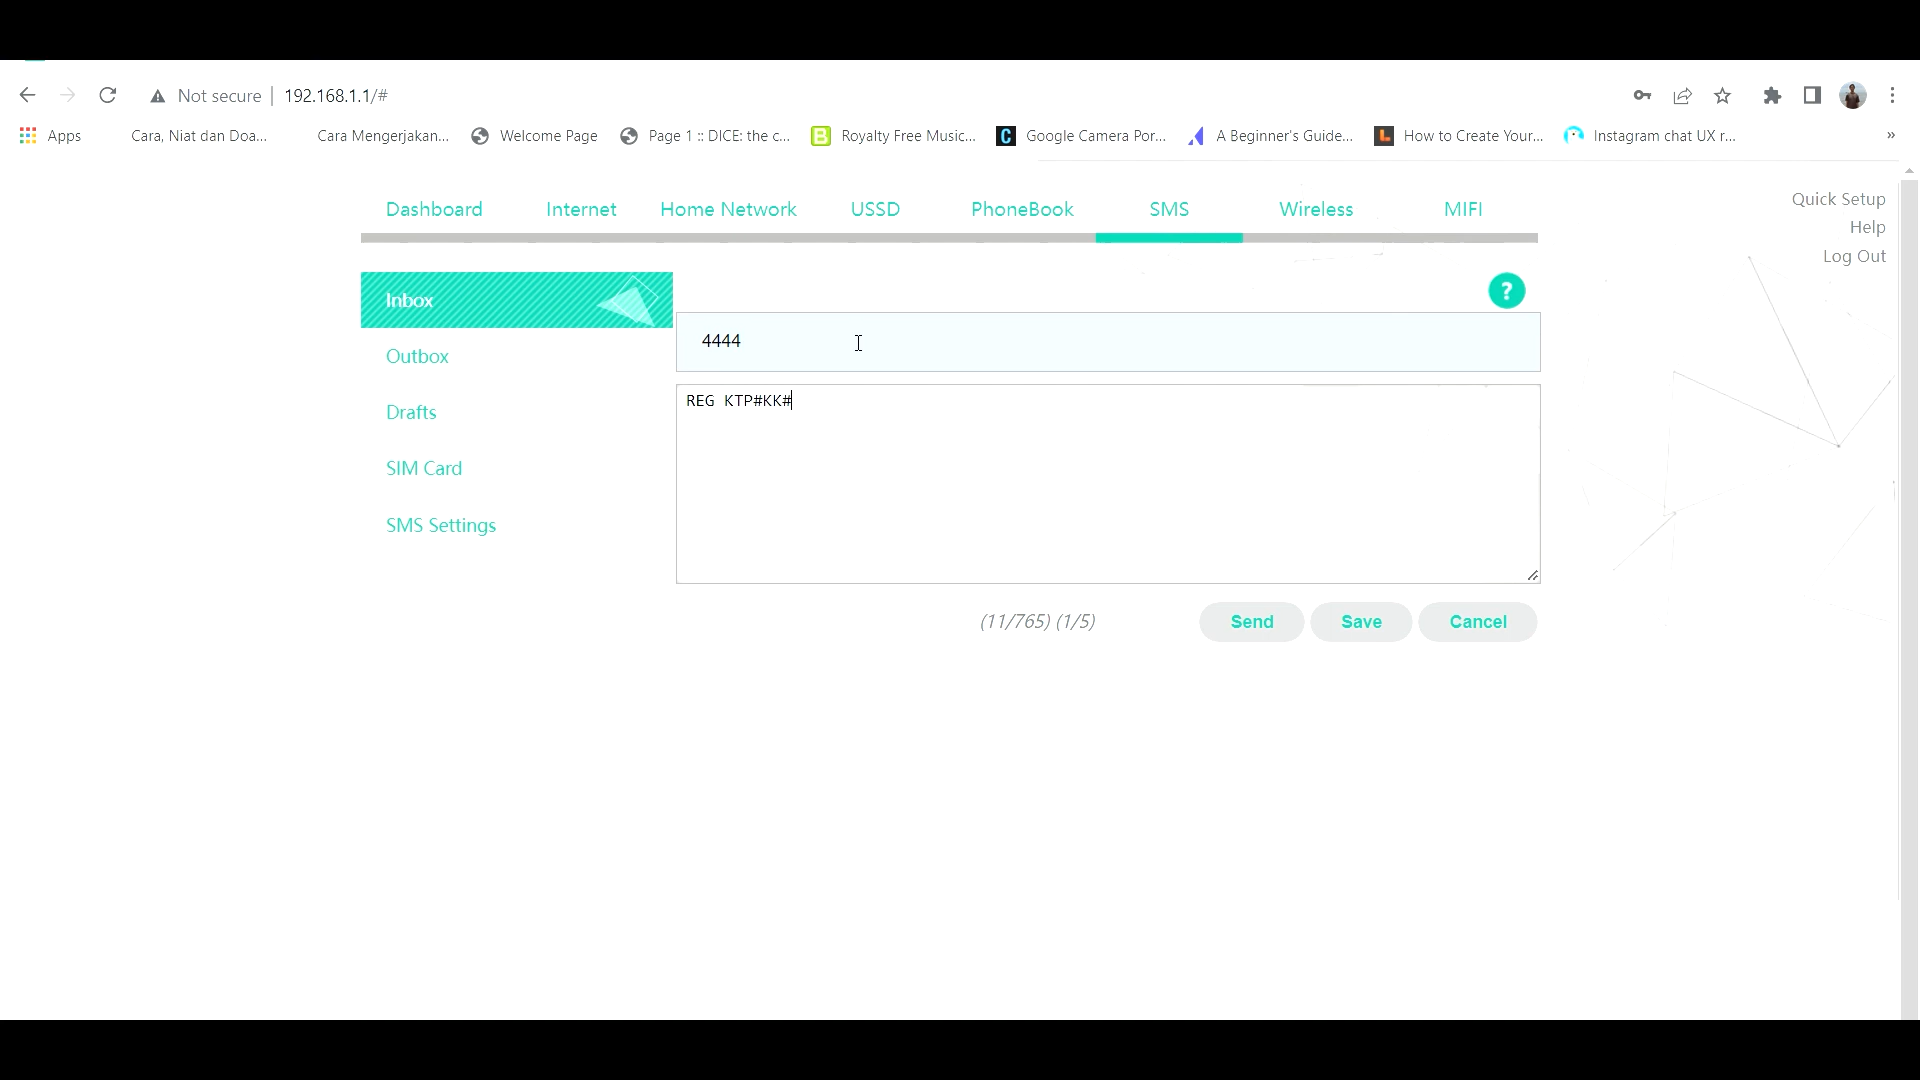 Not secure | 192.168.1.1/#
Apps Cara, Niat dan Doa... Cara Mengerjakan... Welcome Page Page 1 :: DICE: the c... B Royalty Free Music... C Google Camera Por... A Beginner's Guide... L How to Create Your... Instagram chat UX r... »
Dashboard Internet Home Network USSD PhoneBook SMS Wireless MIFI
Quick Setup
Help
Log Out
Inbox
Outbox
Drafts
SIM Card
SMS Settings
?
4444
REG KTP#KK#
(11/765) (1/5) Send Save Cancel